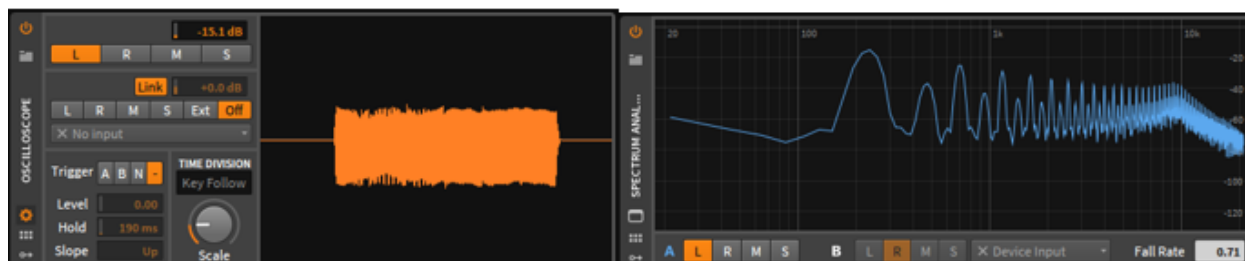 OSCILLOSCOPE
-15.1 dB
L R M S
Link +0.0 dB
L R M S Ext Off
× No input
Trigger A B N -
Level 0.00
Hold 190 ms
Slope Up
TIME DIVISION
Key Follow
Scale
SPECTRUM ANAL...
20 100 1k 10k
-20
-60
-80
-100
-120
A L R M S B L R M S × Device Input Fall Rate 0.71